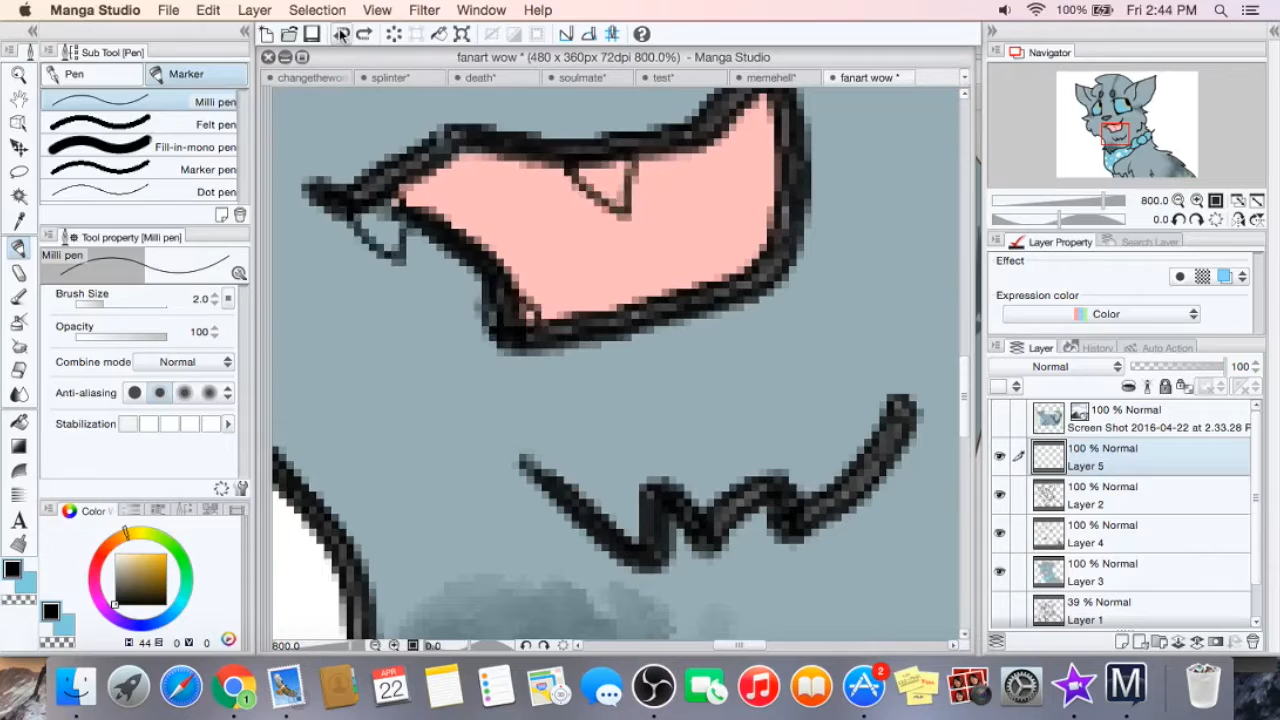 Manga Studio File Edit Layer Selection View Filter Window Help 100% Fri 2:44 PM
fanart wow * (480 x 360px 72dpi 800.0%) - Manga Studio
changethewor splinter* death* soulmate* test* memehell* fanart wow *
Sub Tool [Pen]
Pen Marker
Milli pen
Felt pen
Fill-in-mono pen
Marker pen
Dot pen
Tool property [Milli pen]
Milli pen
Brush Size 2.0
Opacity 100
Combine mode Normal
Anti-aliasing
Stabilization
Color
H 44 S 0 V 0
800.0 0.0
Navigator
800.0
0.0
Layer Property Search Layer
Effect
Expression color
Color
Layer History Auto Action
Normal 100
100 % Normal
Screen Shot 2016-04-22 at 2.33.28 P
100 % Normal
Layer 5
100 % Normal
Layer 2
100 % Normal
Layer 4
100 % Normal
Layer 3
39 % Normal
Layer 1
APR
22
1
2